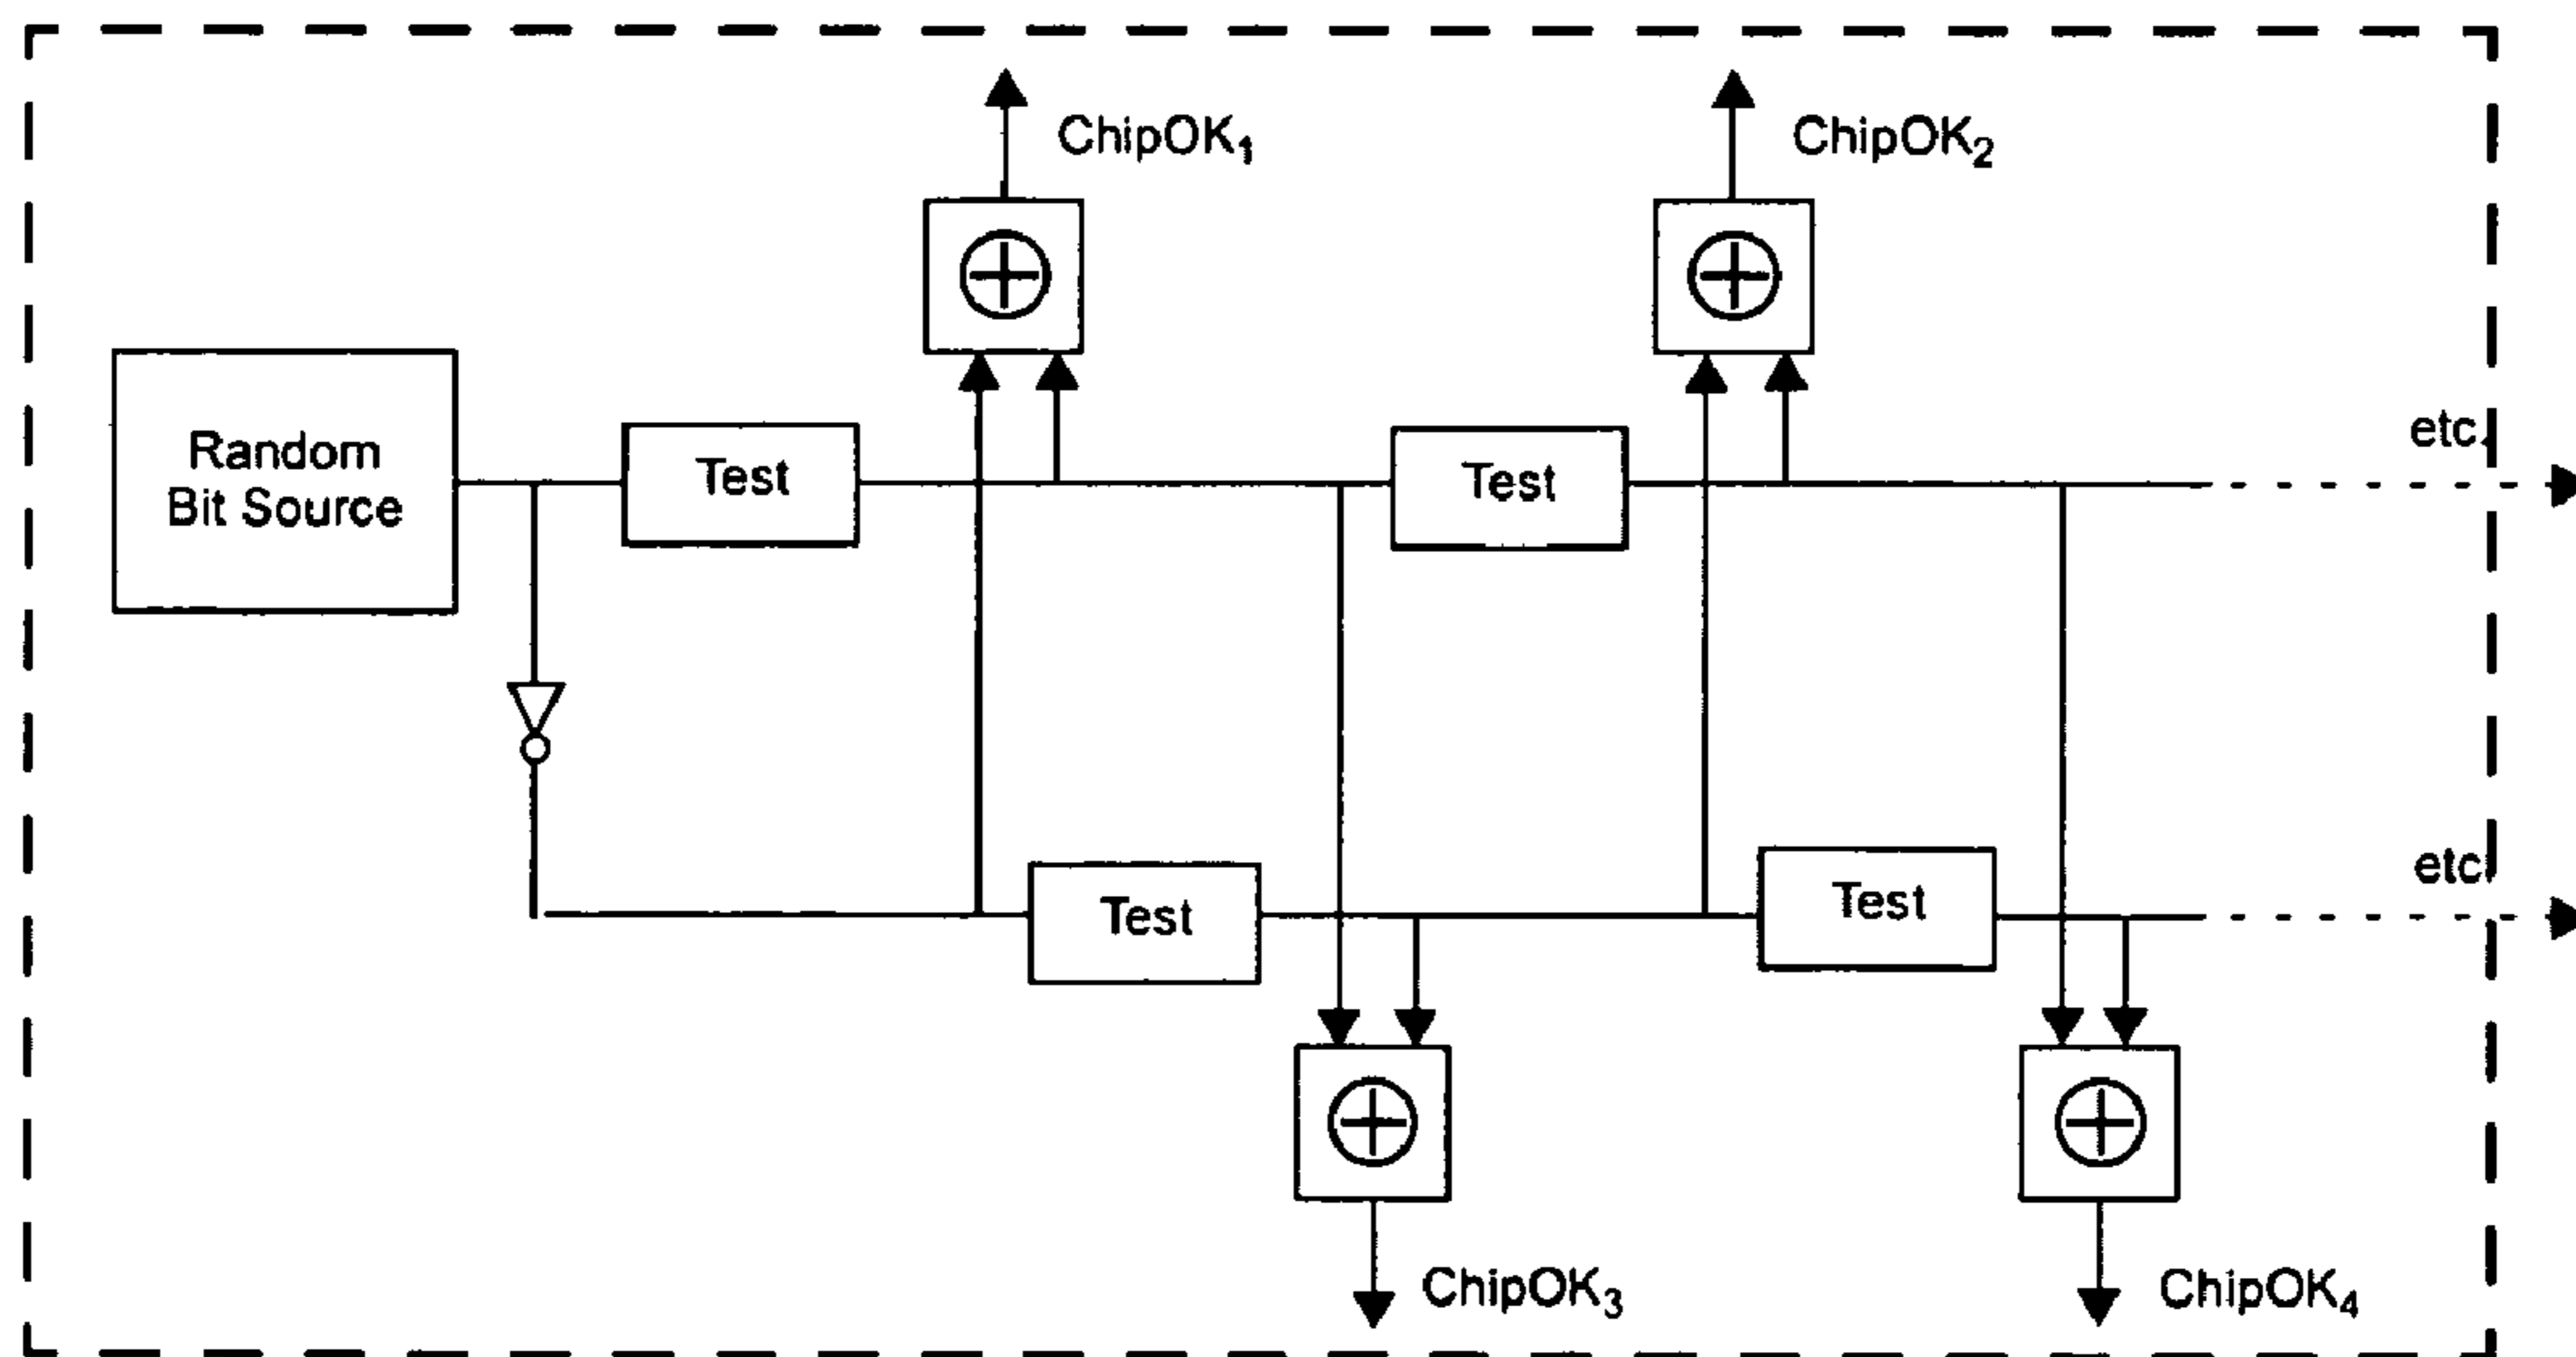 ChipOK₁
ChipOK₂
Random
Bit Source
Test
Test
etc.
Test
Test
etc.
ChipOK₃
ChipOK₄